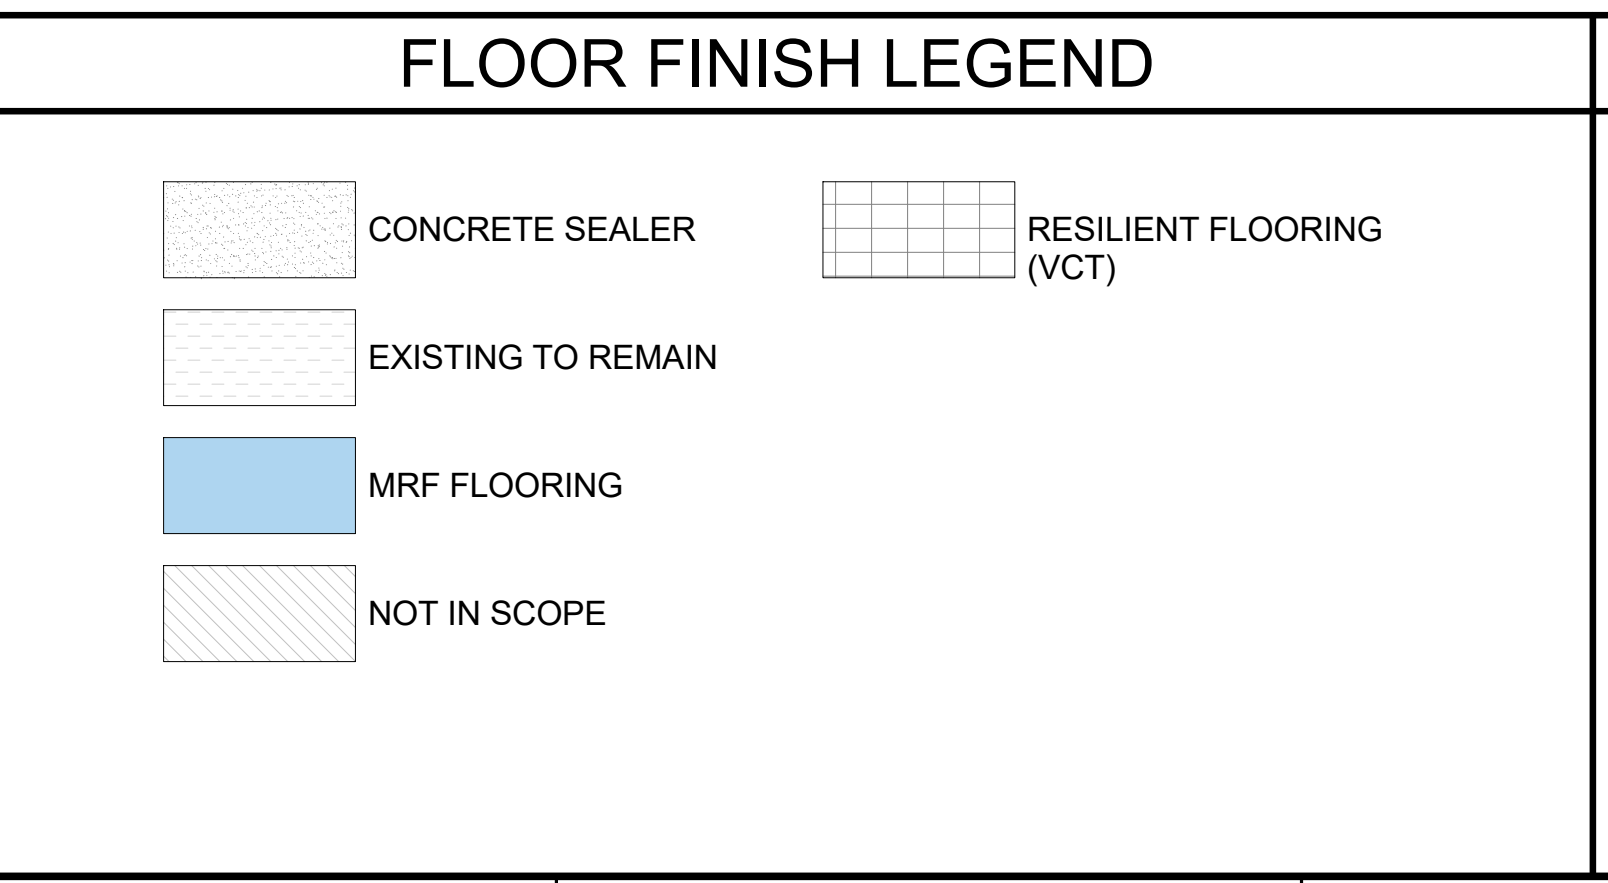 FLOOR FINISH LEGEND
CONCRETE SEALER
EXISTING TO REMAIN
MRF FLOORING
NOT IN SCOPE
RESILIENT FLOORING
(VCT)